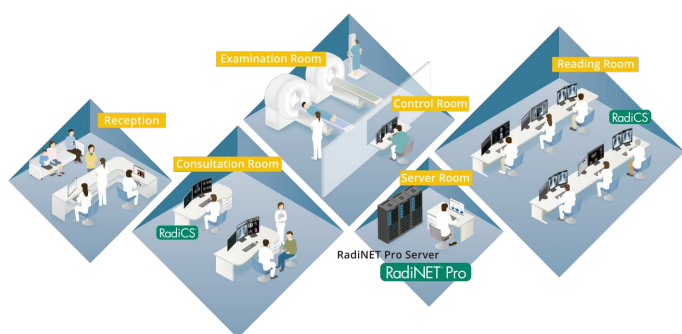 Examination Room
Reading Room
Reception
Control Room
RadiCS
Consultation Room
Server Room
RadiCS
RadiNET Pro Server
RadiNET Pro